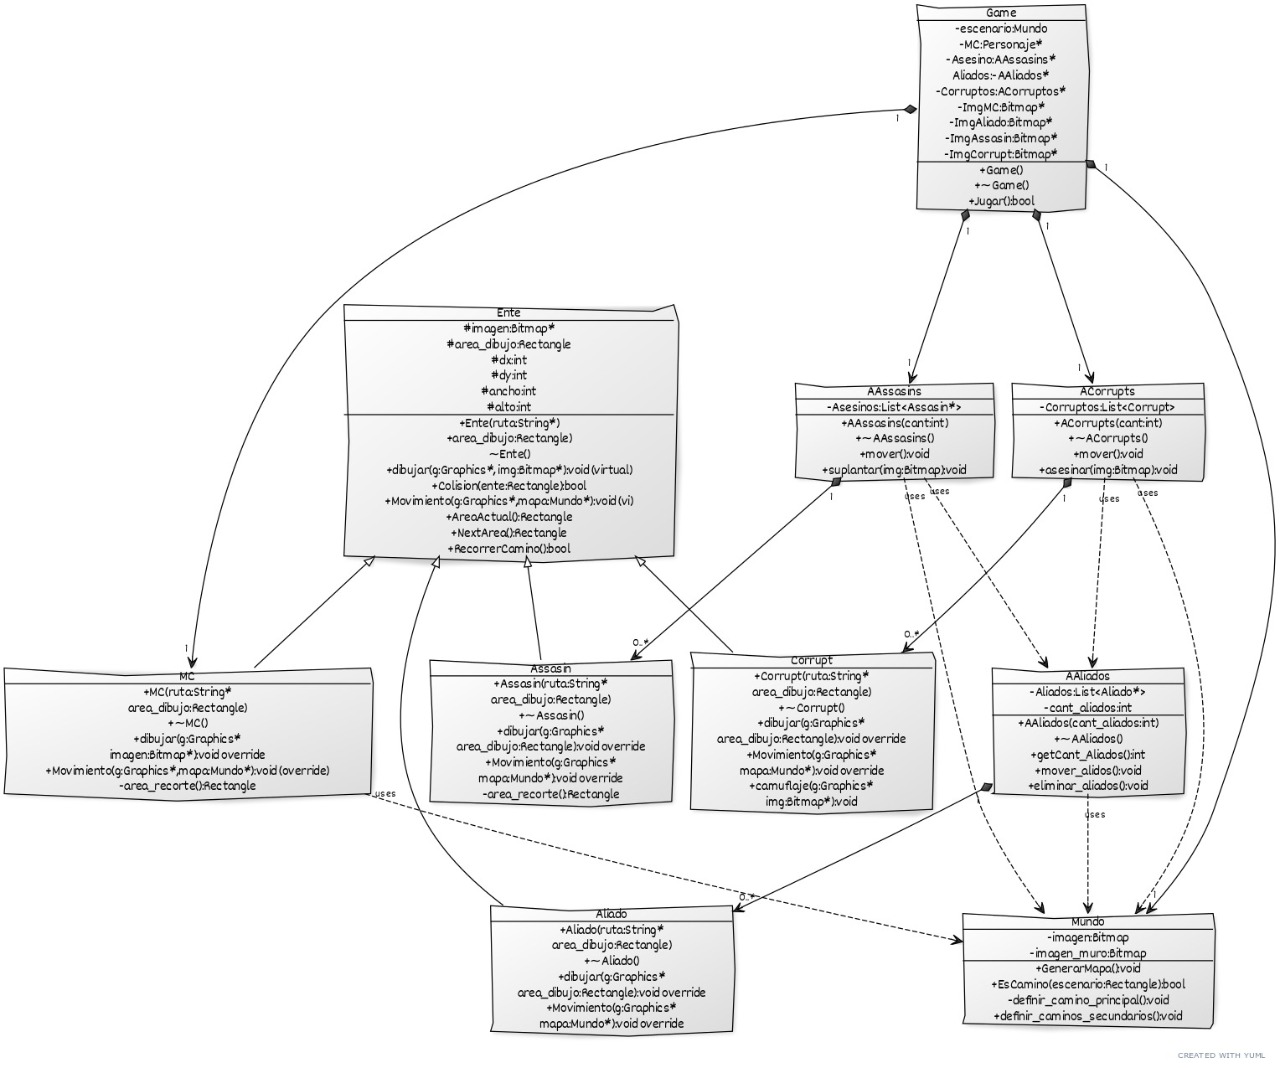 Game
-escenario:Mundo
-MC:Personaje*
-Asesino:AAssasins*
Aliados:-AAliados*
-Corruptos:ACorruptos*
-ImgMC:Bitmap*
-ImgAliado:Bitmap*
-ImgAssasin:Bitmap*
-ImgCorrupt:Bitmap*
+Game()
+~Game()
+Jugar():bool
1
1
1
1
Ente
#imagen:Bitmap*
#area_dibujo:Rectangle
#dx:int
#dy:int
#ancho:int
#alto:int
+Ente(ruta:String*)
+area_dibujo:Rectangle)
~Ente()
+dibujar(g:Graphics*, img:Bitmap*):void (virtual)
+Colision(ente:Rectangle):bool
+Movimiento(g:Graphics*,mapa:Mundo*):void (vi)
+AreaActual():Rectangle
+NextArea():Rectangle
+RecorrerCamino():bool
1
AAssasins
-Asesinos:List<Assasin*>
+AAssasins(cant:int)
+~AAssasins()
+mover():void
+suplantar(img:Bitmap):void
1
ACorrupts
-Corruptos:List<Corrupt>
+ACorrupts(cant:int)
+~ACorrupts()
+mover():void
+asesinar(img:Bitmap):void
1
uses
uses
1
uses
uses
1
MC
+MC(ruta:String*
area_dibujo:Rectangle)
+~MC()
+dibujar(g:Graphics*
imagen:Bitmap*):void override
+Movimiento(g:Graphics*,mapa:Mundo*):void (override)
-area_recorte():Rectangle
uses
0..*
Assasin
+Assasin(ruta:String*
area_dibujo:Rectangle)
+~Assasin()
+dibujar(g:Graphics*
area_dibujo:Rectangle):void override
+Movimiento(g:Graphics*
mapa:Mundo*):void override
-area_recorte():Rectangle
0..*
Corrupt
+Corrupt(ruta:String*
area_dibujo:Rectangle)
+~Corrupt()
+dibujar(g:Graphics*
area_dibujo:Rectangle):void override
+Movimiento(g:Graphics*
mapa:Mundo*):void override
+camuflaje(g:Graphics*
img:Bitmap*):void
AAliados
-Aliados:List<Aliado*>
-cant_aliados:int
+AAliados(cant_aliados:int)
+~AAliados()
+getCant_Aliados():int
+mover_alidos():void
+eliminar_aliados():void
uses
0..*
Aliado
+Aliado(ruta:String*
area_dibujo:Rectangle)
+~Aliado()
+dibujar(g:Graphics*
area_dibujo:Rectangle):void override
+Movimiento(g:Graphics*
mapa:Mundo*):void override
1
Mundo
-imagen:Bitmap
-imagen_muro:Bitmap
+GenerarMapa():void
+EsCamino(escenario:Rectangle):bool
-definir_camino_principal():void
+definir_caminos_secundarios():void
CREATED WITH YUML